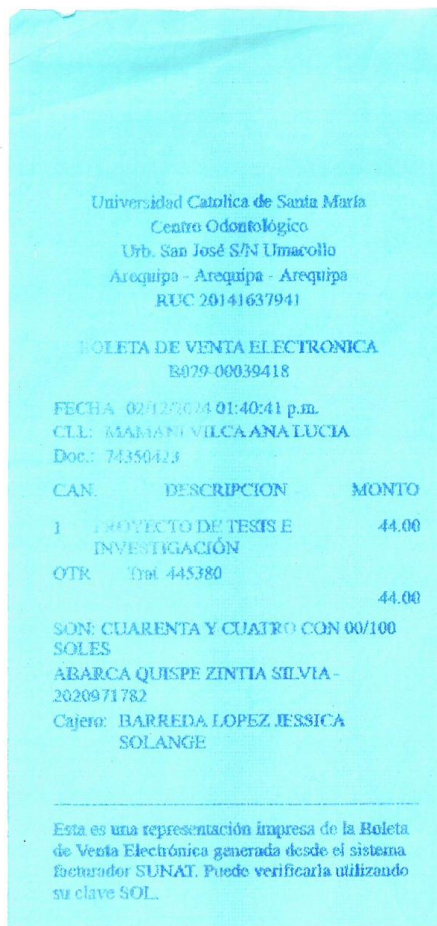 Universidad Catolica de Santa María
Centro Odontológico
Urb. San José S/N Umacollo
Arequipa - Arequipa - Arequipa
RUC 20141637941
BOLETA DE VENTA ELECTRONICA
B029-00039418
FECHA 02/12/2024 01:40:41 p.m.
CLI.: MAMANI VILCA ANA LUCIA
Doc.: 74350423
CAN. DESCRIPCION MONTO
1 PROYECTO DE TESIS E 44.00
INVESTIGACIÓN
OTR Trat 445380
44.00
SON: CUARENTA Y CUATRO CON 00/100
SOLES
ABARCA QUISPE ZINTIA SILVIA -
2020971782
Cajero: BARREDA LOPEZ JESSICA
SOLANGE
Esta es una representación impresa de la Boleta
de Venta Electrónica generada desde el sistema
facturador SUNAT. Puede verificarla utilizando
su clave SOL.